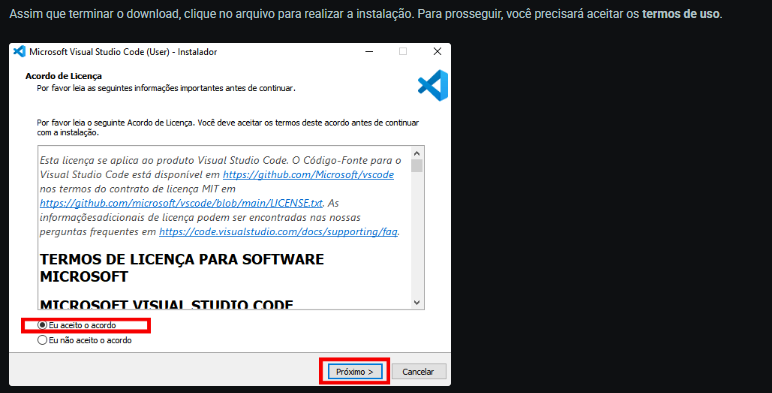 Assim que terminar o download, clique no arquivo para realizar a instalação. Para prosseguir, você precisará aceitar os termos de uso.
Microsoft Visual Studio Code (User) - Instalador
Acordo de Licença
Por favor leia as seguintes informações importantes antes de continuar.
Por favor leia o seguinte Acordo de Licença. Você deve aceitar os termos deste acordo antes de continuar
com a instalação.
Esta licença se aplica ao produto Visual Studio Code. O Código-Fonte para o
Visual Studio Code está disponível em https://github.com/Microsoft/vscode
nos termos do contrato de licença MIT em
https://github.com/microsoft/vscode/blob/main/LICENSE.txt. As
informaçõesadicionais de licença podem ser encontradas nas nossas
perguntas frequentes em https://code.visualstudio.com/docs/supporting/faq.
TERMOS DE LICENÇA PARA SOFTWARE
MICROSOFT
MICROSOFT VISUAL STUDIO CODE
Eu aceito o acordo
Eu não aceito o acordo
Próximo > Cancelar